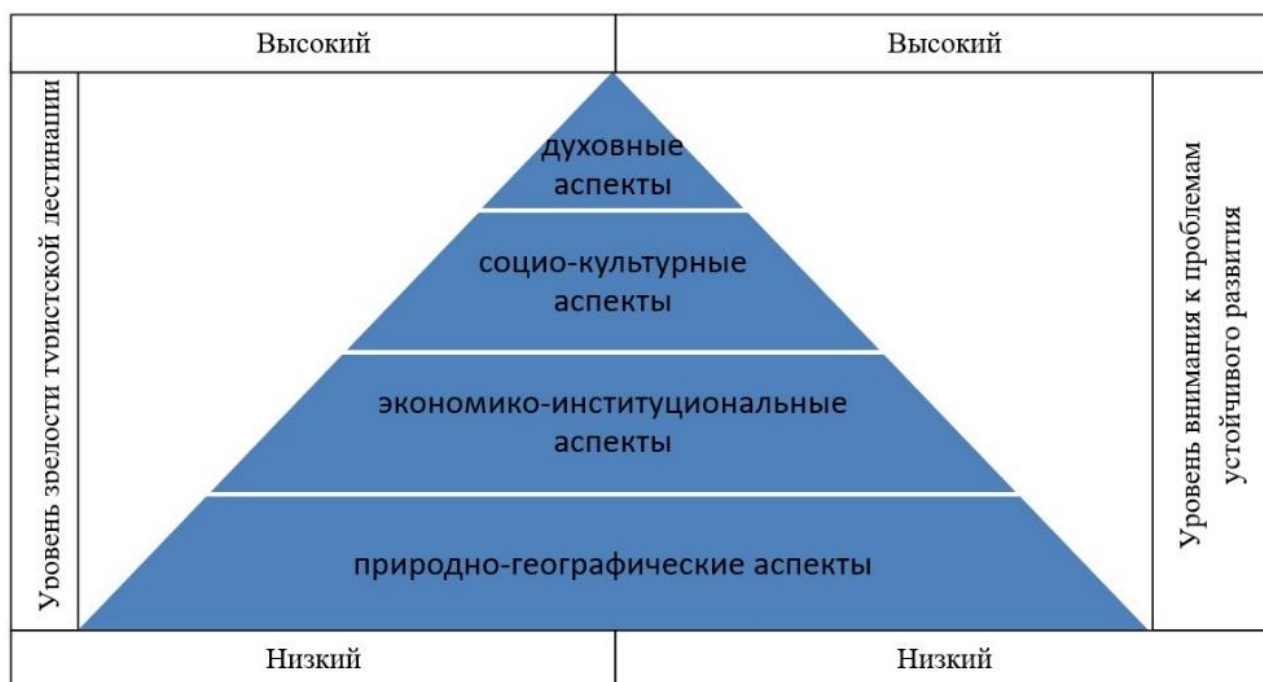 Высокий
Высокий
Уровень зрелости туристской дестинации
духовные
аспекты
социо-культурные
аспекты
экономико-институциональные
аспекты
природно-географические аспекты
Уровень внимания к проблемам
устойчивого развития
Низкий
Низкий